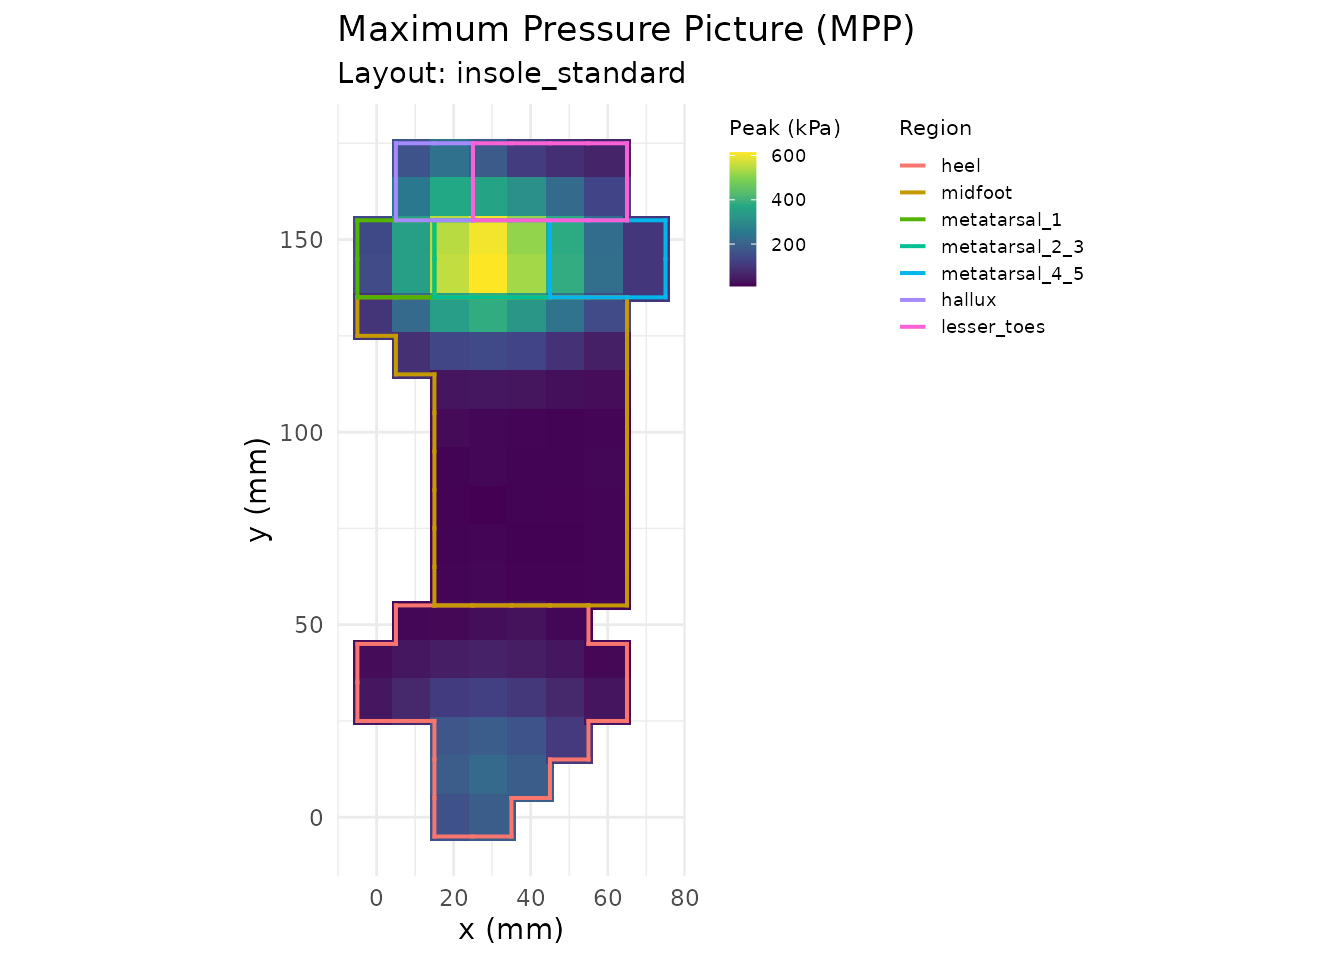 Maximum Pressure Picture (MPP)
Layout: insole_standard
Peak (kPa)
600
400
200
Region
heel
midfoot
metatarsal_1
metatarsal_2_3
metatarsal_4_5
hallux
lesser_toes
y (mm)
150
100
50
0
0 20 40 60 80
x (mm)